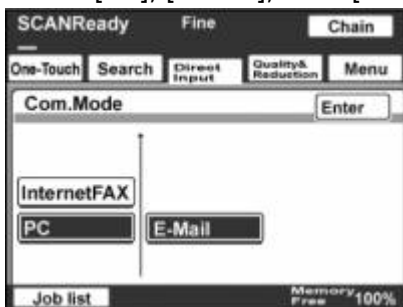 SCANReady Fine Chain
One-Touch Search Direct Input Quality& Reduction Menu
Com.Mode Enter
InternetFAX
PC E-Mail
Job list Memory Free 100%